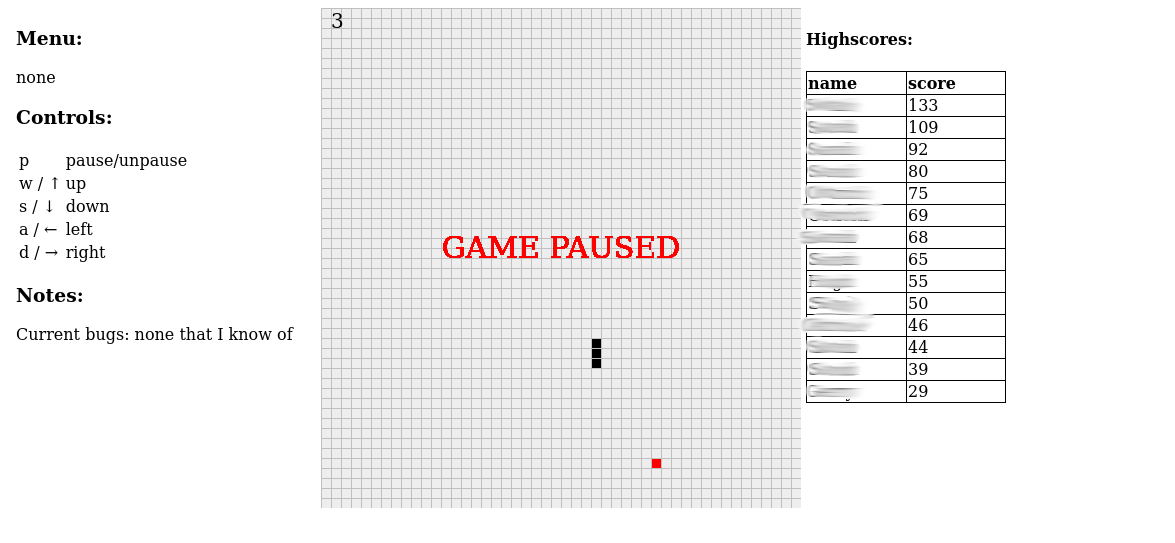 Menu:
none
Controls:
p pause/unpause
w / ↑ up
s / ↓ down
a / ← left
d / → right
Notes:
Current bugs: none that I know of
3
GAME PAUSED
Highscores:
name score
133
109
92
80
75
69
68
65
55
50
46
44
39
29